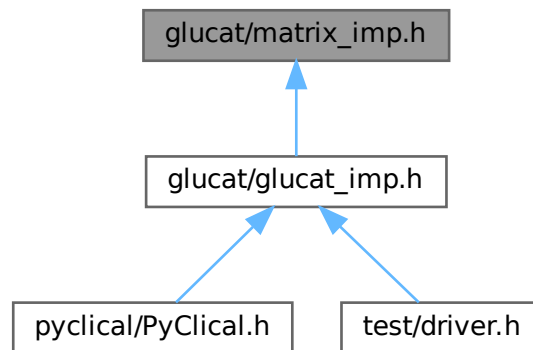 glucat/matrix_imp.h
glucat/glucat_imp.h
pyclical/PyClical.h
test/driver.h